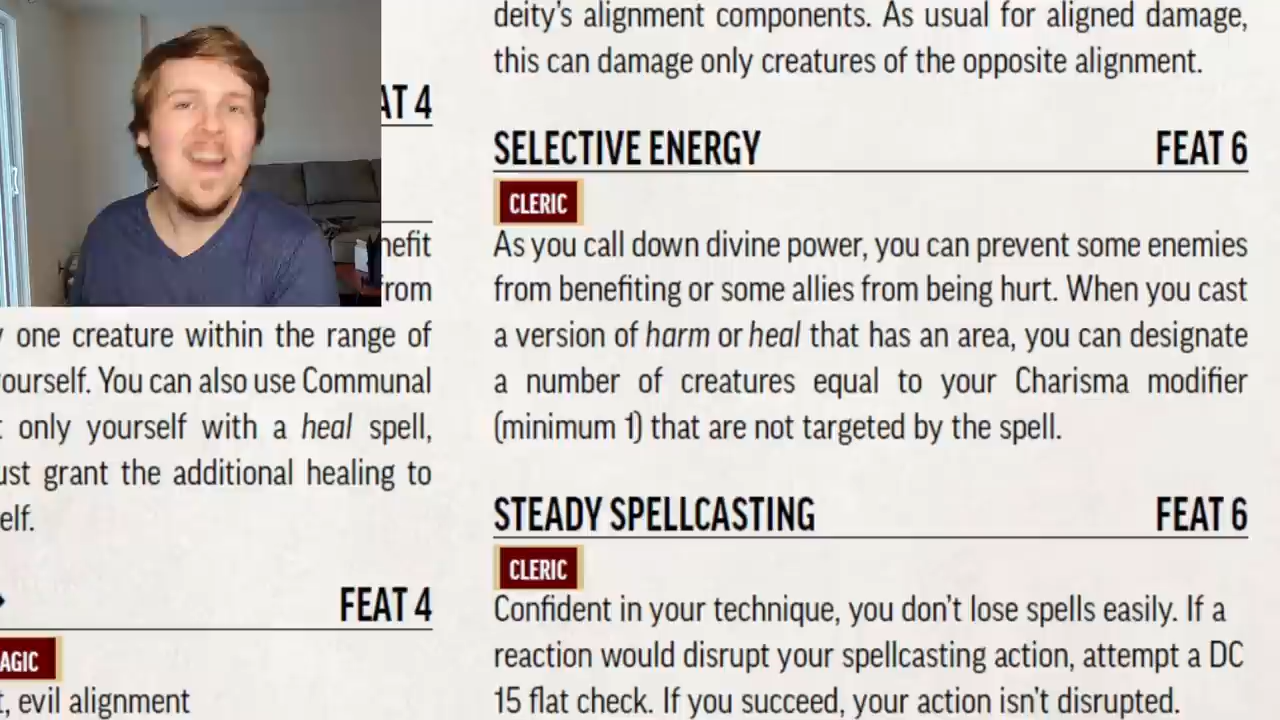 AT 4
nefit
from
one creature within the range of
ourself. You can also use Communal
only yourself with a heal spell,
ust grant the additional healing to
elf.
FEAT 4
AGIC
t, evil alignment
deity's alignment components. As usual for aligned damage,
this can damage only creatures of the opposite alignment.
SELECTIVE ENERGY FEAT 6
CLERIC
As you call down divine power, you can prevent some enemies
from benefiting or some allies from being hurt. When you cast
a version of harm or heal that has an area, you can designate
a number of creatures equal to your Charisma modifier
(minimum 1) that are not targeted by the spell.
STEADY SPELLCASTING FEAT 6
CLERIC
Confident in your technique, you don't lose spells easily. If a
reaction would disrupt your spellcasting action, attempt a DC
15 flat check. If you succeed, your action isn't disrupted.